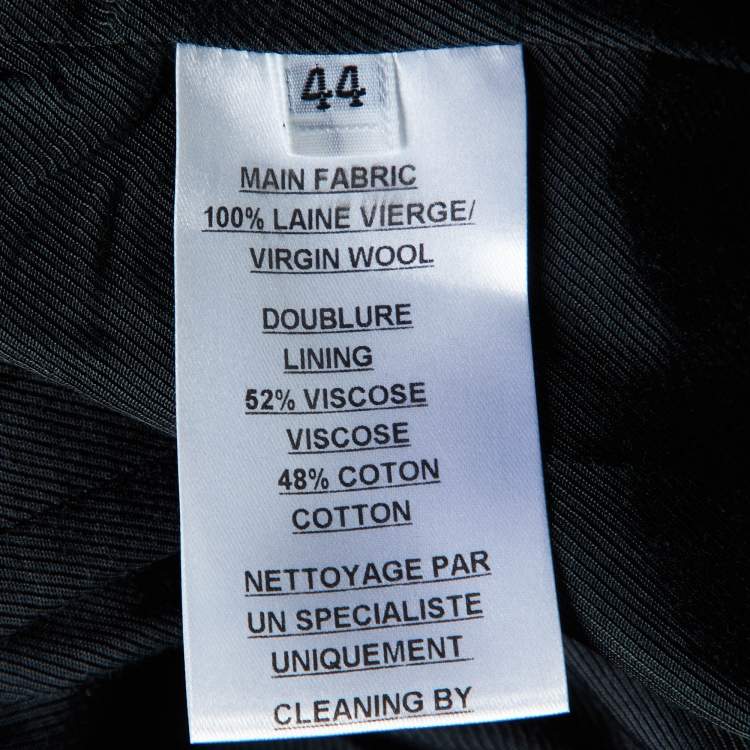 44
MAIN FABRIC
100% LAINE VIERGE/
VIRGIN WOOL
DOUBLURE
LINING
52% VISCOSE
VISCOSE
48% COTON
COTTON
NETTOYAGE PAR
UN SPECIALISTE
UNIQUEMENT
CLEANING BY